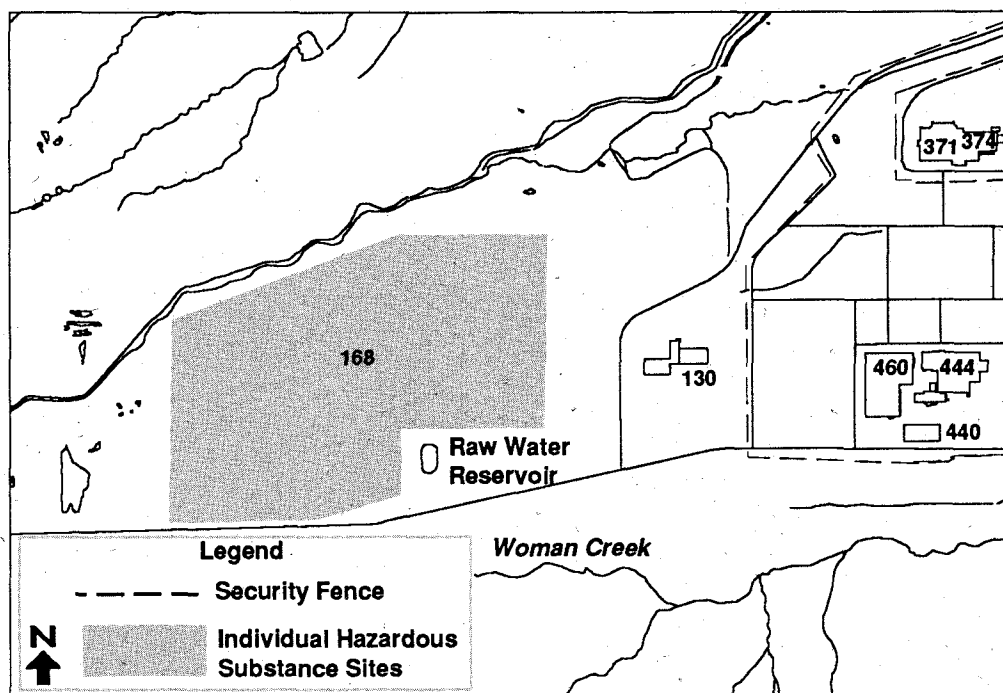 371 374
168
130
460 444
440
Raw Water
Reservoir
Woman Creek
Legend
Security Fence
N
Individual Hazardous
Substance Sites